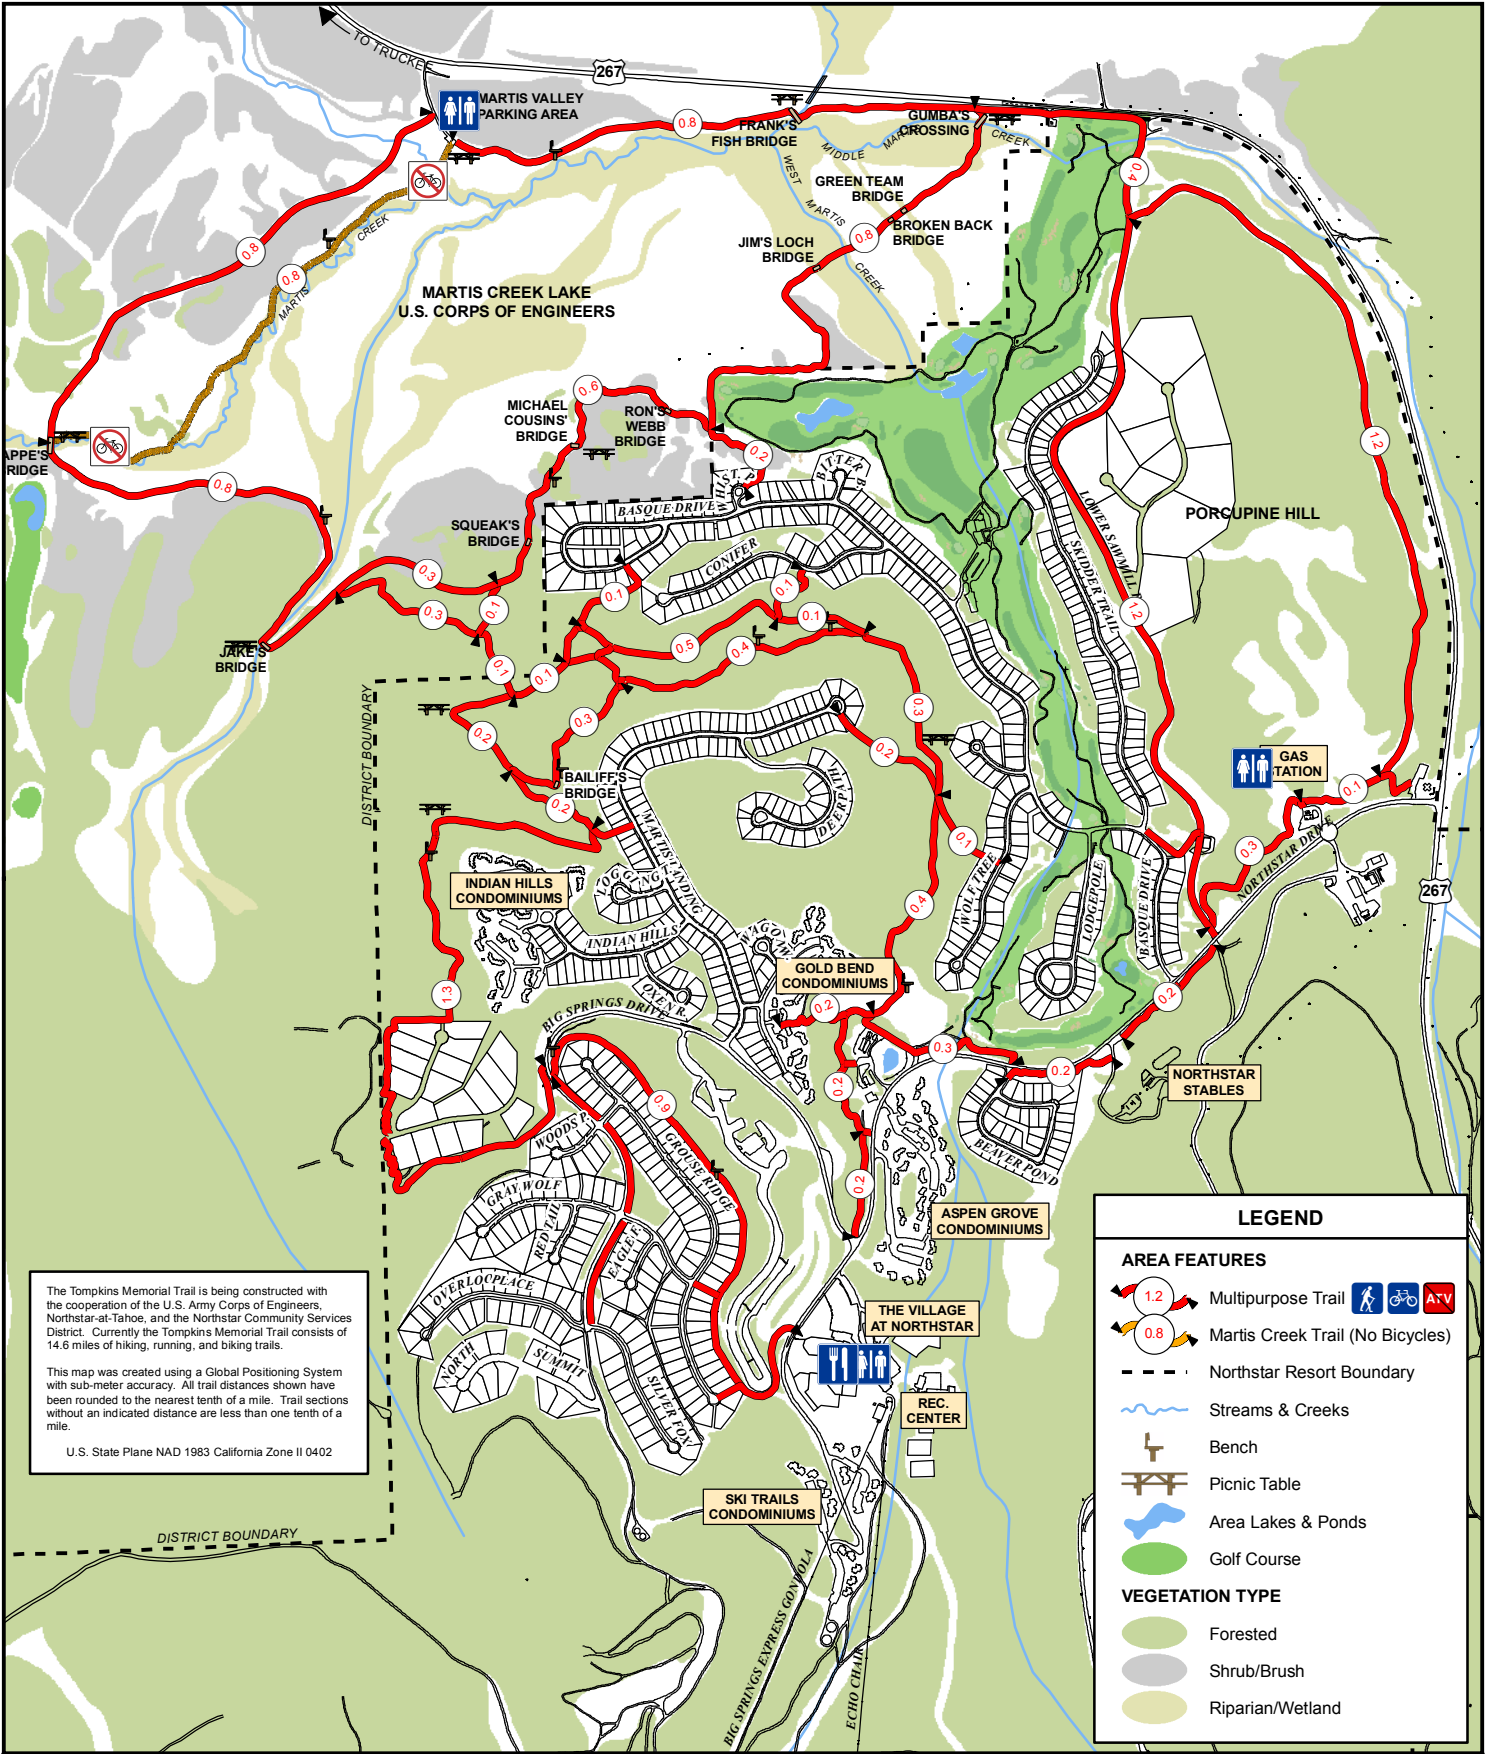 TO TRUCKEE
267
MARTIS VALLEY
PARKING AREA
0.8
FRANK'S
FISH BRIDGE
GUMBA'S
CROSSING
MIDDLE MARTIS CREEK
0.4
WEST MARTIS CREEK
GREEN TEAM
BRIDGE
BROKEN BACK
BRIDGE
0.8
JIM'S LOCH
BRIDGE
0.8
0.8
MARTIS CREEK
MARTIS CREEK LAKE
U.S. CORPS OF ENGINEERS
0.6
MICHAEL
COUSINS'
BRIDGE
RON'S
WEBB
BRIDGE
0.2
1.2
APPE'S
RIDGE
0.8
WHIST. P.
BITTER B.
BASQUE DRIVE
SQUEAK'S
BRIDGE
CONIFER
LOWER SAWMILL
SKIDDER TRAIL
PORCUPINE HILL
0.3
0.3
0.1
0.1
0.1
0.1
1.2
JAKE'S
BRIDGE
0.1
0.1
0.5
0.4
DISTRICT BOUNDARY
0.2
0.3
0.3
0.2
BAILIFF'S
BRIDGE
0.2
DEERPATH
GAS
STATION
0.1
MARTIS LANDING
0.1
0.3
NORTHSTAR DRIVE
267
INDIAN HILLS
CONDOMINIUMS
LOGGING T.
WOLF TREE
LODGEPOLE
BASQUE DRIVE
0.4
INDIAN HILLS
GOLD BEND
CONDOMINIUMS
OXEN R.
BIG SPRINGS DRIVE
1.3
0.2
0.2
0.3
0.2
0.2
NORTHSTAR
STABLES
0.9
WOODS P.
GROUSE RIDGE
BEAVER POND
0.2
GRAY WOLF
RED TAIL
EAGLE F.
ASPEN GROVE
CONDOMINIUMS
NORTH
SUMMIT
SILVER FOX
THE VILLAGE
AT NORTHSTAR
REC.
CENTER
SKI TRAILS
CONDOMINIUMS
BIG SPRINGS EXPRESS GONDOLA
ECHO CHAIR
The Tompkins Memorial Trail is being constructed with
the cooperation of the U.S. Army Corps of Engineers,
Northstar-at-Tahoe, and the Northstar Community Services
District. Currently the Tompkins Memorial Trail consists of
14.6 miles of hiking, running, and biking trails.
This map was created using a Global Positioning System
with sub-meter accuracy. All trail distances shown have
been rounded to the nearest tenth of a mile. Trail sections
without an indicated distance are less than one tenth of a
mile.
U.S. State Plane NAD 1983 California Zone II 0402
DISTRICT BOUNDARY
LEGEND
AREA FEATURES
1.2
Multipurpose Trail
ATV
0.8
Martis Creek Trail (No Bicycles)
Northstar Resort Boundary
Streams & Creeks
Bench
Picnic Table
Area Lakes & Ponds
Golf Course
VEGETATION TYPE
Forested
Shrub/Brush
Riparian/Wetland